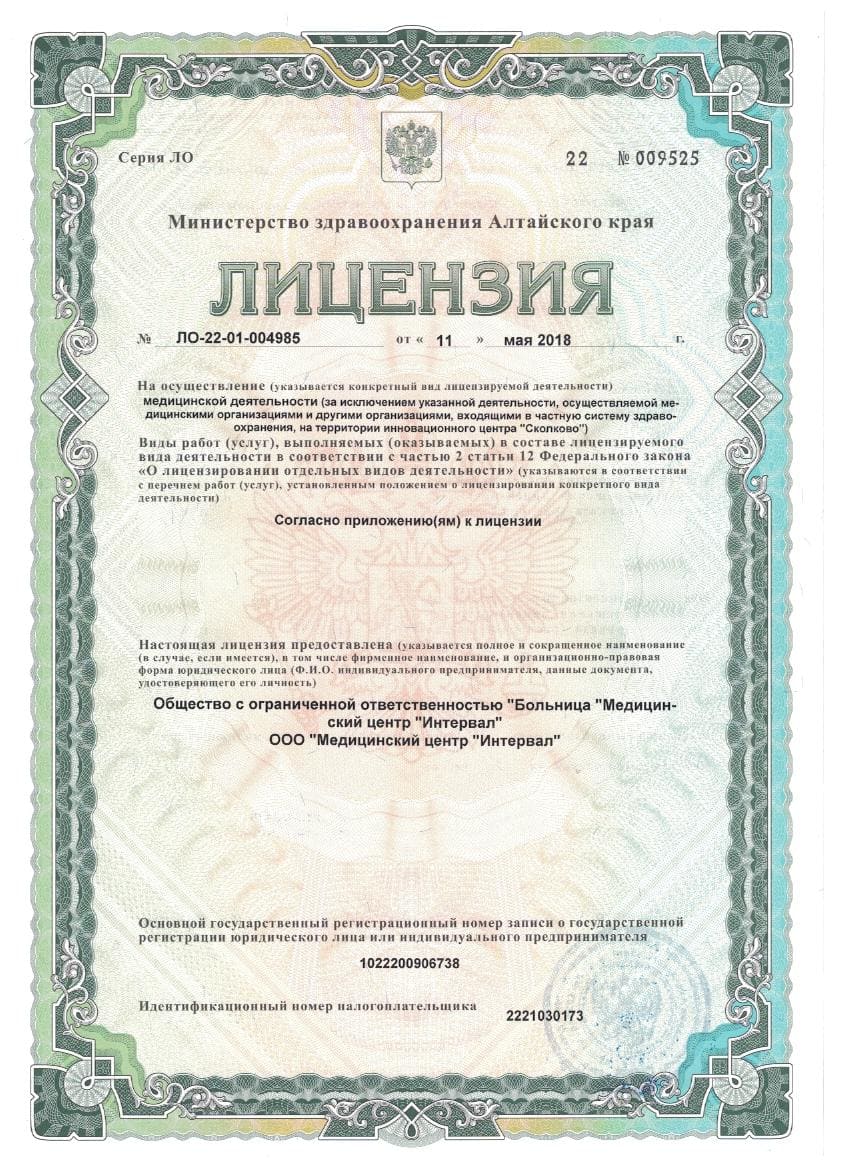 Серия ЛО 22 № 009525
Министерство здравоохранения Алтайского края
ЛИЦЕНЗИЯ
№ ЛО-22-01-004985 от « 11 » мая 2018 г.
На осуществление (указывается конкретный вид лицензируемой деятельности)
медицинской деятельности (за исключением указанной деятельности, осуществляемой ме-
дицинскими организациями и другими организациями, входящими в частную систему здраво-
охранения, на территории инновационного центра "Сколково")
Виды работ (услуг), выполняемых (оказываемых) в составе лицензируемого
вида деятельности в соответствии с частью 2 статьи 12 Федерального закона
«О лицензировании отдельных видов деятельности» (указываются в соответствии
с перечнем работ (услуг), установленным положением о лицензировании конкретного вида
деятельности)
Согласно приложению(ям) к лицензии
Настоящая лицензия предоставлена (указывается полное и сокращенное наименование
(в случае, если имеется), в том числе фирменное наименование, и организационно-правовая
форма юридического лица (Ф.И.О. индивидуального предпринимателя, данные документа,
удостоверяющего его личность)
Общество с ограниченной ответственностью "Больница "Медицин-
ский центр "Интервал"
ООО "Медицинский центр "Интервал"
Основной государственный регистрационный номер записи о государственной
регистрации юридического лица или индивидуального предпринимателя
1022200906738
Идентификационный номер налогоплательщика 2221030173